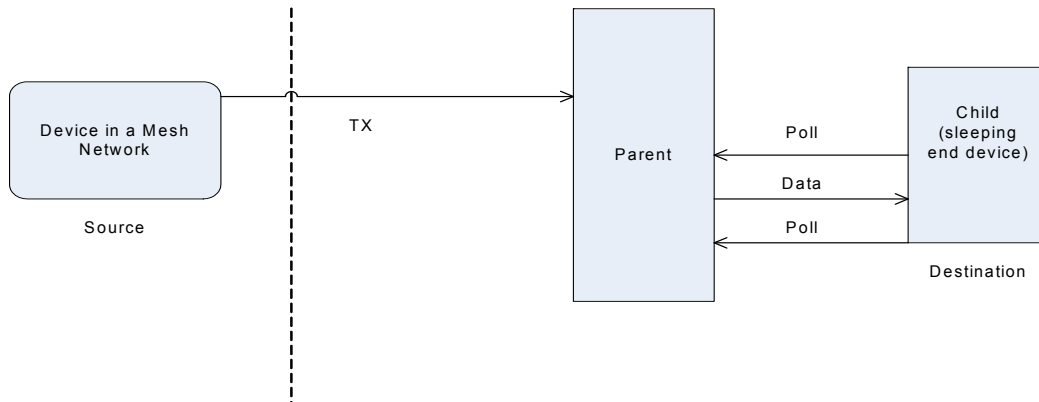 Device in a Mesh
Network
Source
TX
Parent
Poll
Data
Poll
Child
(sleeping
end device)
Destination